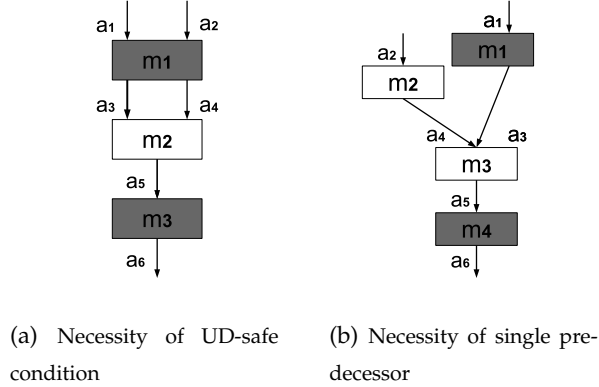 a1 a2
m1
a3 a4
m2
a5
m3
a6
a1
a2
m1
m2
a4 a3
m3
a5
m4
a6
(a) Necessity of UD-safe
condition
(b) Necessity of single pre-
decessor